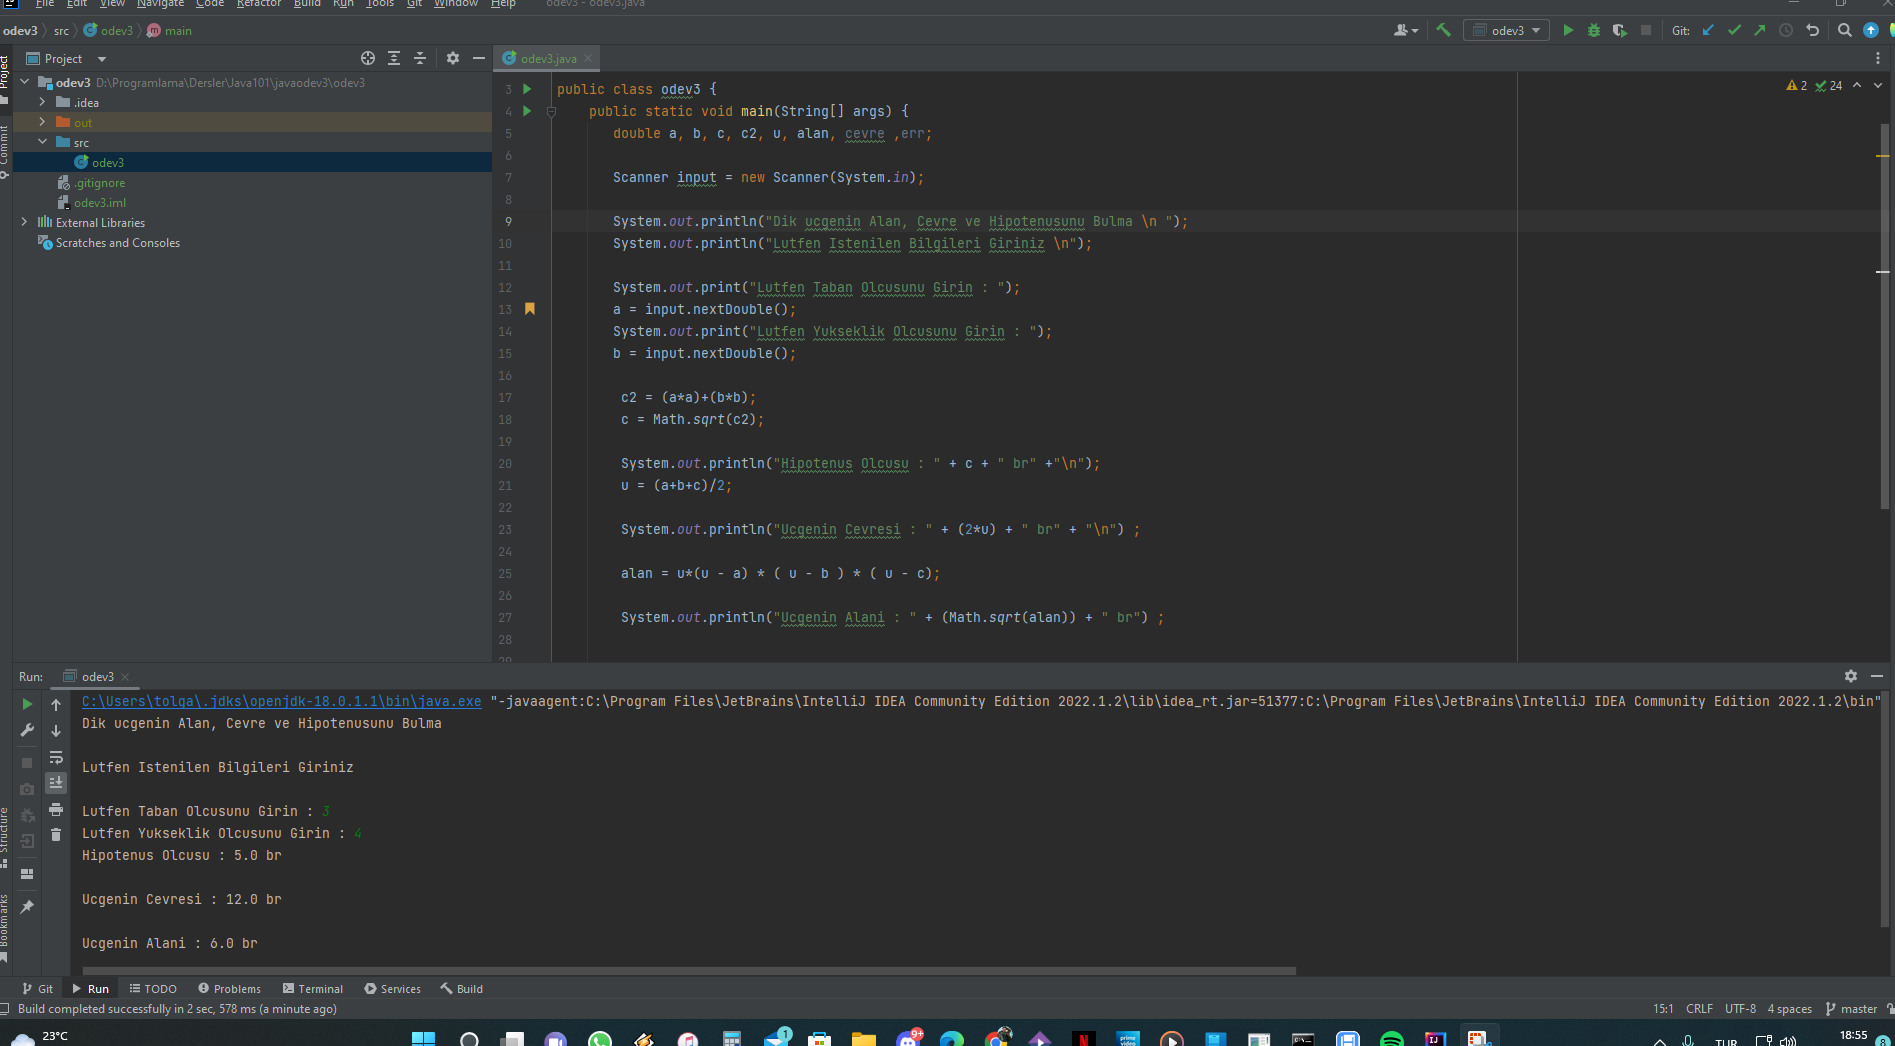 File Edit View Navigate Code Refactor Build Run Tools Git Window Help odev3 - odev3.java
odev3 src odev3 main
odev3 Git:
Project
odev3.java
Project
Commit
odev3 D:\Programlama\Dersler\Java101\javaodev3\odev3
.idea
out
src
odev3
.gitignore
odev3.iml
External Libraries
Scratches and Consoles
2 24
3 public class odev3 {
4 public static void main(String[] args) {
5 double a, b, c, c2, u, alan, cevre ,err;
6
7 Scanner input = new Scanner(System.in);
8
9 System.out.println("Dik ucgenin Alan, Cevre ve Hipotenusunu Bulma \n ");
10 System.out.println("Lutfen Istenilen Bilgileri Giriniz \n");
11
12 System.out.print("Lutfen Taban Olcusunu Girin : ");
13 a = input.nextDouble();
14 System.out.print("Lutfen Yukseklik Olcusunu Girin : ");
15 b = input.nextDouble();
16
17 c2 = (a*a)+(b*b);
18 c = Math.sqrt(c2);
19
20 System.out.println("Hipotenus Olcusu : " + c + " br" +"\n");
21 u = (a+b+c)/2;
22
23 System.out.println("Ucgenin Cevresi : " + (2*u) + " br" + "\n") ;
24
25 alan = u*(u - a) * ( u - b ) * ( u - c);
26
27 System.out.println("Ucgenin Alani : " + (Math.sqrt(alan)) + " br") ;
28
29
Run: odev3
C:\Users\tolga\.jdks\openjdk-18.0.1.1\bin\java.exe "-javaagent:C:\Program Files\JetBrains\IntelliJ IDEA Community Edition 2022.1.2\lib\idea_rt.jar=51377:C:\Program Files\JetBrains\IntelliJ IDEA Community Edition 2022.1.2\bin"
Dik ucgenin Alan, Cevre ve Hipotenusunu Bulma
Lutfen Istenilen Bilgileri Giriniz
Lutfen Taban Olcusunu Girin : 3
Lutfen Yukseklik Olcusunu Girin : 4
Hipotenus Olcusu : 5.0 br
Ucgenin Cevresi : 12.0 br
Ucgenin Alani : 6.0 br
Structure
Bookmarks
Git Run TODO Problems Terminal Services Build
Build completed successfully in 2 sec, 578 ms (a minute ago) 15:1 CRLF UTF-8 4 spaces master
23°C 1 9+ prime video N IJ TUR 18:55 8